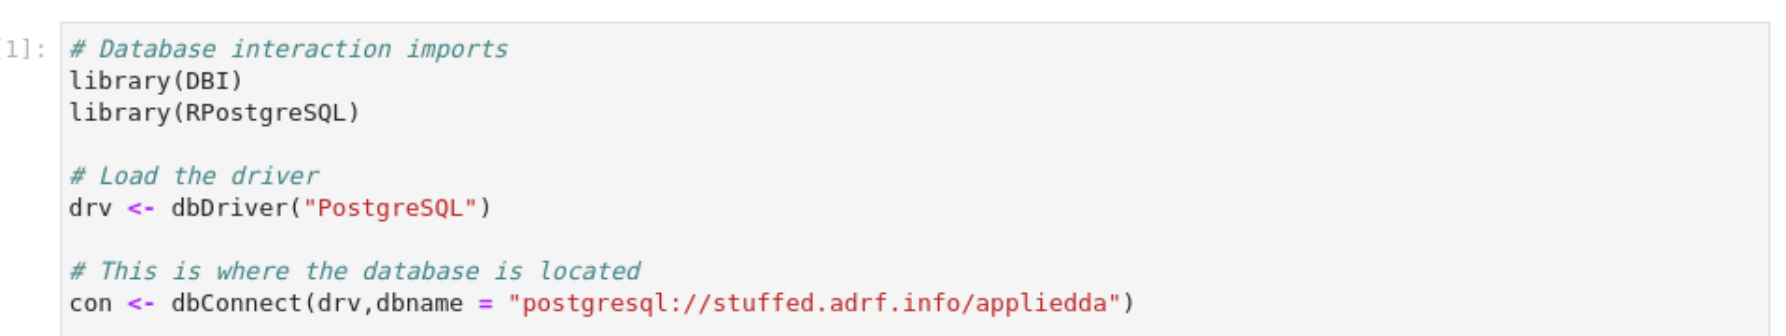 1]:
# Database interaction imports
library(DBI)
library(RPostgreSQL)
# Load the driver
drv <- dbDriver("PostgreSQL")
# This is where the database is located
con <- dbConnect(drv,dbname = "postgresql://stuffed.adrf.info/appliedda")